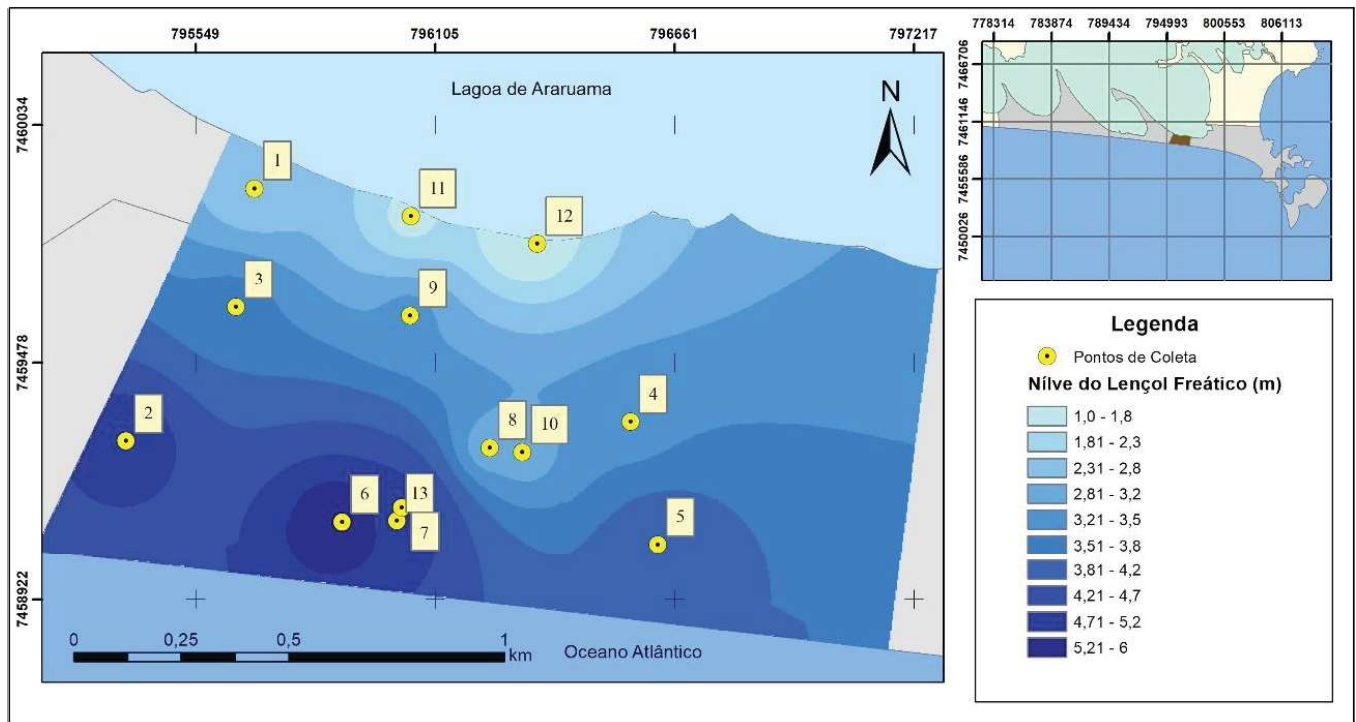 795549 796105 796661 797217
7460034
7459478
7458922
Lagoa de Araruama
N
1
11
12
3
9
2
8
10
4
6
13
7
5
0 0,25 0,5 1
km
Oceano Atlântico
778314 783874 789434 794993 800553 806113
7466706
7461146
7455586
7450026
Legenda
Pontos de Coleta
Nílve do Lençol Freático (m)
1,0 - 1,8
1,81 - 2,3
2,31 - 2,8
2,81 - 3,2
3,21 - 3,5
3,51 - 3,8
3,81 - 4,2
4,21 - 4,7
4,71 - 5,2
5,21 - 6